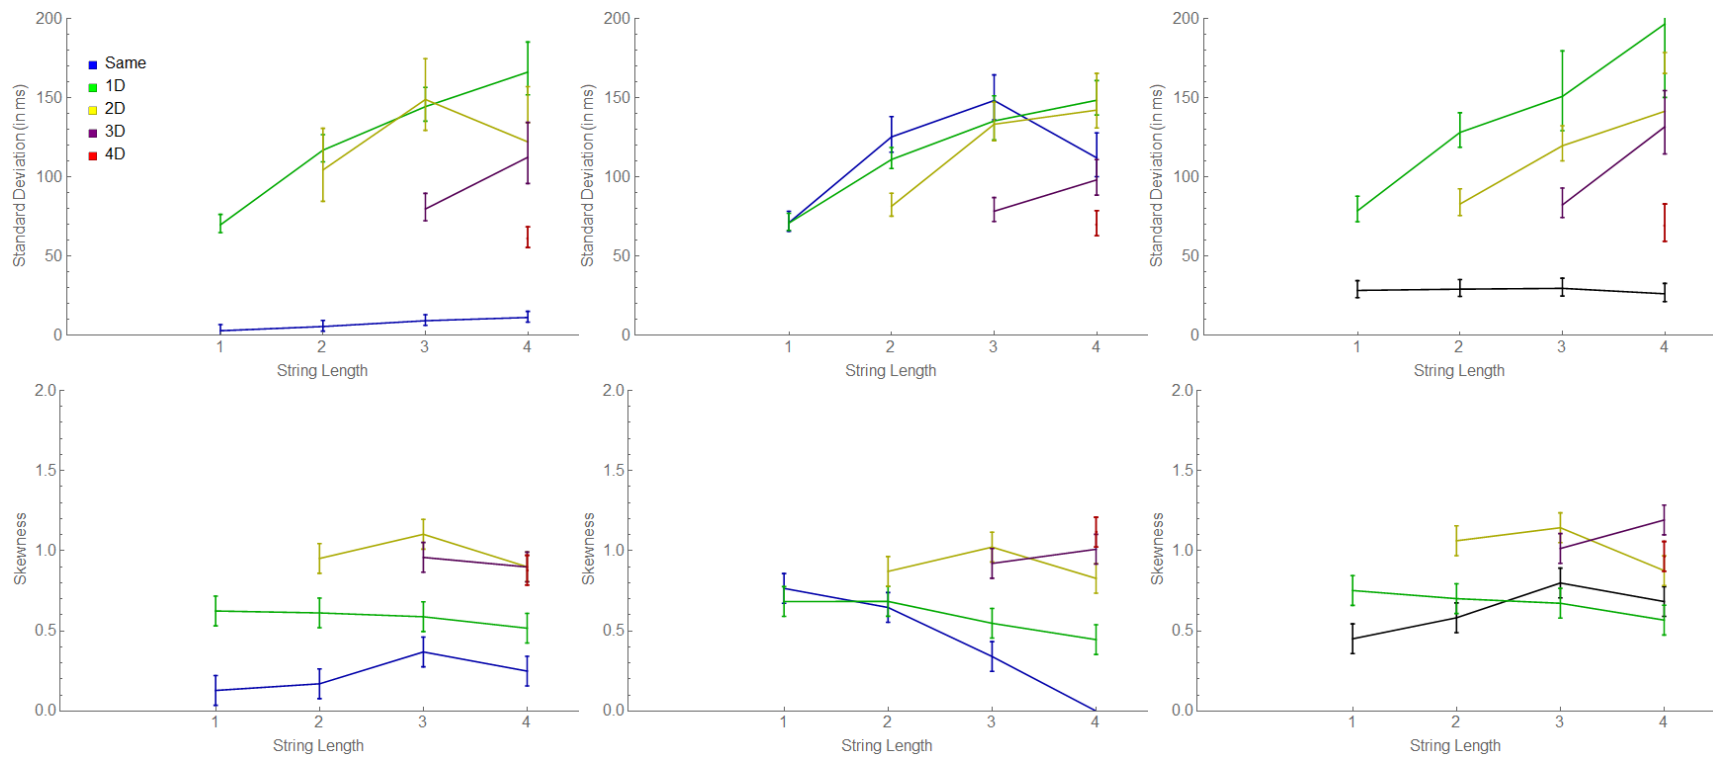 200
150
100
50
0
Standard Deviation (in ms)
Same
1D
2D
3D
4D
1 2 3 4
String Length
200
150
100
50
0
Standard Deviation (in ms)
1 2 3 4
String Length
200
150
100
50
0
Standard Deviation (in ms)
1 2 3 4
String Length
2.0
1.5
1.0
0.5
0.0
Skewness
1 2 3 4
String Length
2.0
1.5
1.0
0.5
0.0
Skewness
1 2 3 4
String Length
2.0
1.5
1.0
0.5
0.0
Skewness
1 2 3 4
String Length